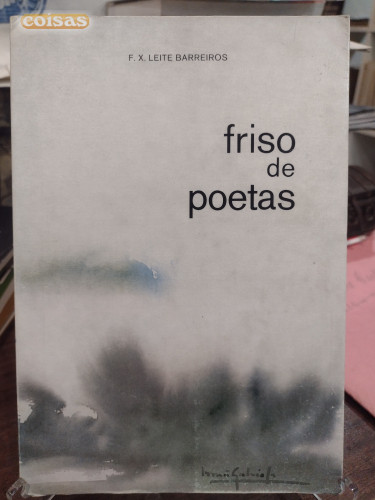 coisas
F. X. LEITE BARREIROS
friso
de
poetas